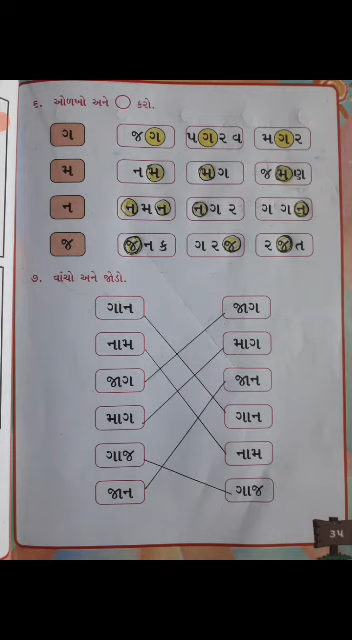 ૬. ઓળખો અને ○ કરો.
ગ જગ પગરવ મગર
મ નમ મગ જમણ
ન નમન નગર ગગન
જ જનક ગરજ રજત
૭. વાંચો અને જોડો.
ગાન જાગ
નામ માગ
જાગ જાન
માગ ગાન
ગાજ નામ
જાન ગાજ
૩૫